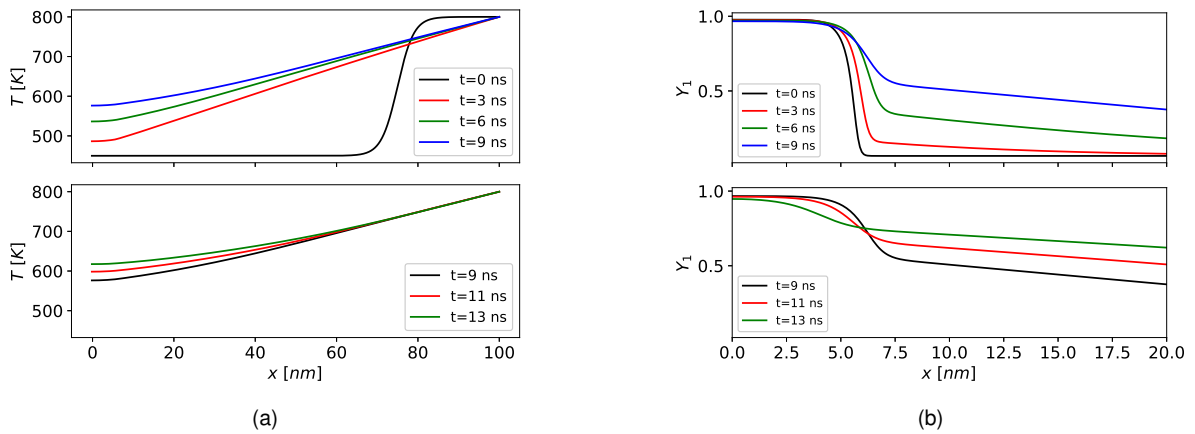 T [K]
800
700
600
500
t=0 ns
t=3 ns
t=6 ns
t=9 ns
T [K]
800
700
600
500
t=9 ns
t=11 ns
t=13 ns
0 20 40 60 80 100
x [nm]
(a)
Y1
1.0
0.5
t=0 ns
t=3 ns
t=6 ns
t=9 ns
Y1
1.0
0.5
t=9 ns
t=11 ns
t=13 ns
0.0 2.5 5.0 7.5 10.0 12.5 15.0 17.5 20.0
x [nm]
(b)